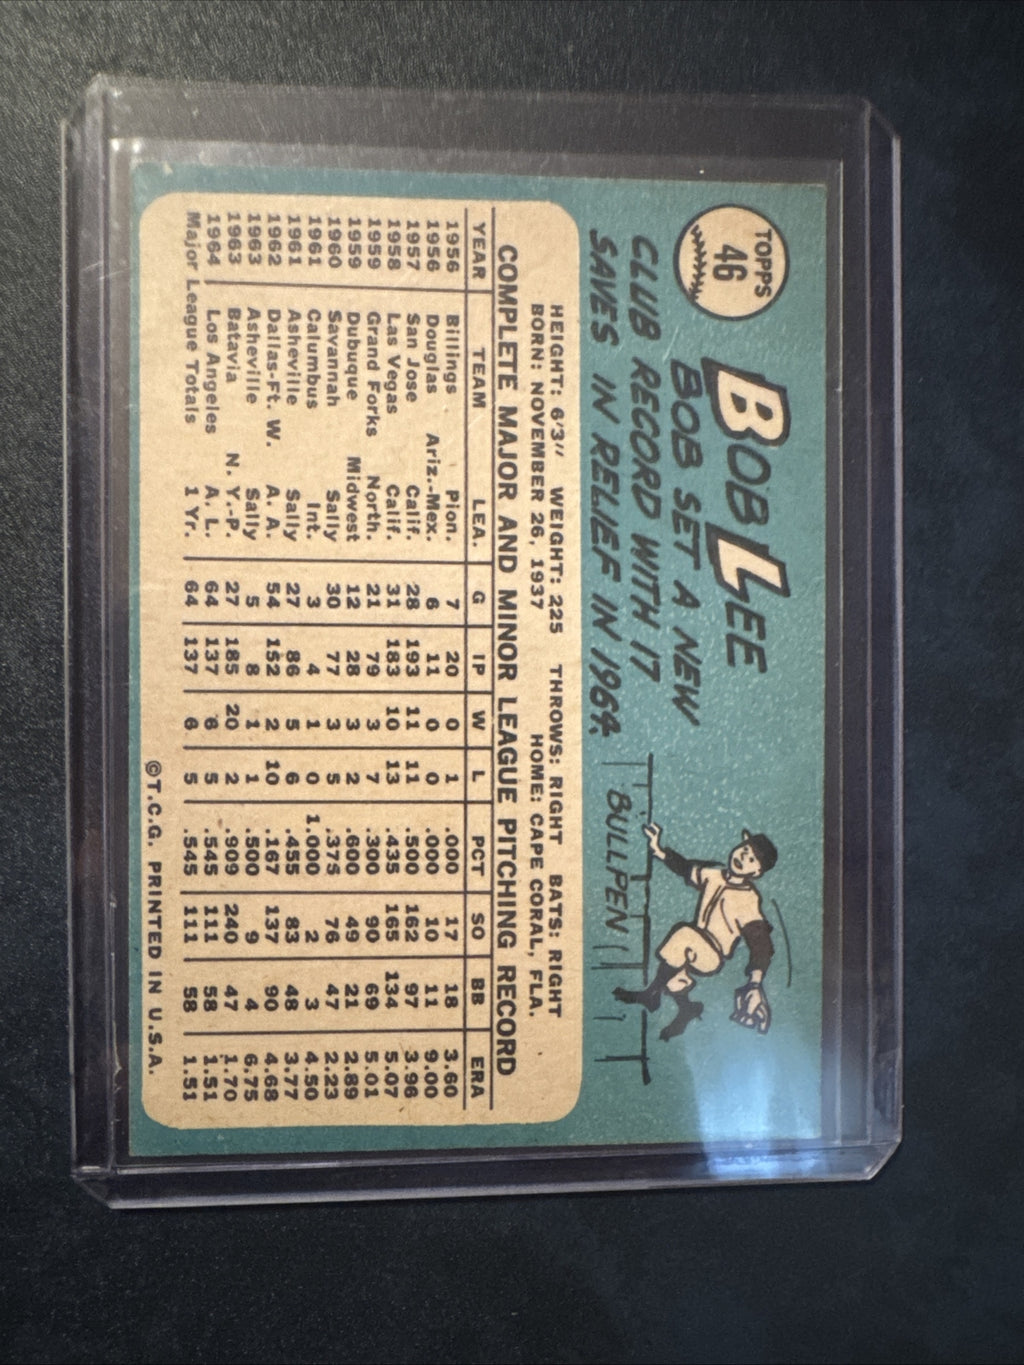 TOPPS
46
BOB LEE
BOB SET A NEW
CLUB RECORD WITH 17
SAVES IN RELIEF IN 1964.
BULLPEN
HEIGHT: 6'3" WEIGHT: 225 THROWS: RIGHT BATS: RIGHT
BORN: NOVEMBER 26, 1937 HOME: CAPE CORAL, FLA.
COMPLETE MAJOR AND MINOR LEAGUE PITCHING RECORD
YEAR TEAM LEA. G IP W L PCT SO BB ERA
1956 Billings Pion. 7 20 0 1 .000 17 18 3.60
1956 Douglas Ariz.-Mex. 6 11 0 0 .000 10 11 9.00
1957 San Jose Calif. 28 193 11 11 .500 162 97 3.96
1958 Las Vegas Calif. 31 183 10 13 .435 165 134 5.07
1959 Grand Forks North. 21 79 3 7 .300 90 69 5.01
1959 Dubuque Midwest 12 28 3 2 .600 49 21 2.89
1960 Savannah Sally 30 77 3 5 .375 76 47 2.23
1961 Columbus Int. 3 4 1 0 1.000 2 3 4.50
1961 Asheville Sally 27 86 5 6 .455 83 48 3.77
1962 Dallas-Ft. W. A. A. 54 152 2 10 .167 137 90 4.68
1963 Asheville Sally 5 8 1 1 .500 9 4 6.75
1963 Batavia N. Y.-P. 27 185 20 2 .909 240 47 1.70
1964 Los Angeles A. L. 64 137 6 5 .545 111 58 1.51
Major League Totals 1 Yr. 64 137 6 5 .545 111 58 1.51
©T.C.G. PRINTED IN U.S.A.